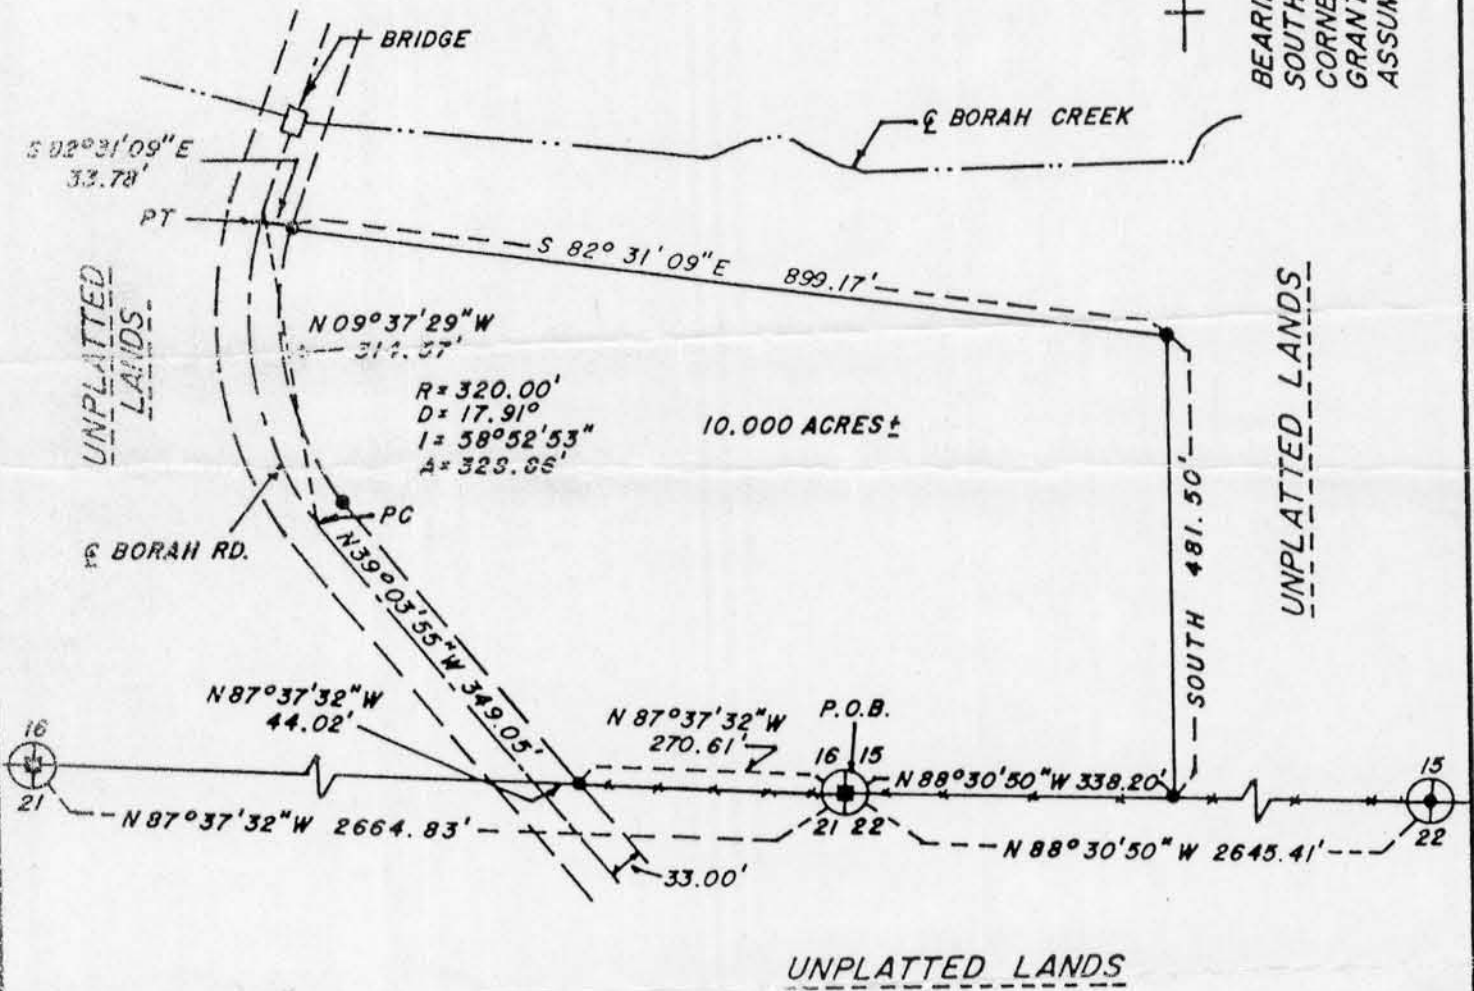 BEARI
SOUTH
CORNE
GRANT
ASSUM
BRIDGE
℄ BORAH CREEK
S 82°31'09"E
33.78'
PT
S 82°31'09"E 899.17'
UNPLATTED
LANDS
N 09°37'29"W
R = 320.00'
D = 17.91°
I = 58°52'53"
10.000 ACRES ±
UNPLATTED LANDS
PC
℄ BORAH RD.
N39°03'55"W 349.05'
SOUTH 481.50'
N 87°37'32"W
44.02'
N 87°37'32"W
270.61'
P.O.B.
16
21
16 15
21 22
N 88°30'50"W 338.20'
15
22
N 87°37'32"W 2664.83'
N 88°30'50"W 2645.41'
33.00'
UNPLATTED LANDS